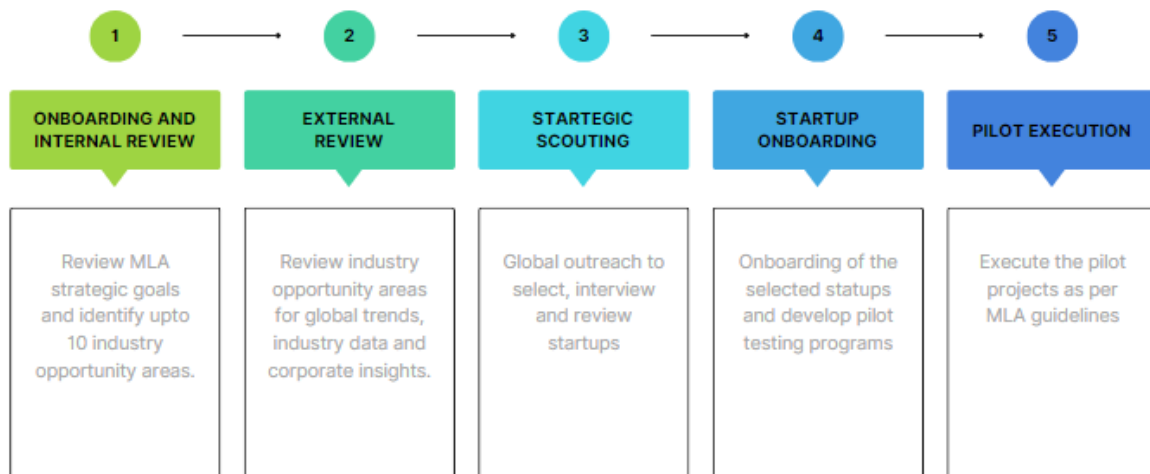 1
2
3
4
5
ONBOARDING AND
INTERNAL REVIEW
EXTERNAL
REVIEW
STARTEGIC
SCOUTING
STARTUP
ONBOARDING
PILOT EXECUTION
Review MLA
strategic goals
and identify upto
10 industry
opportunity areas.
Review industry
opportunity areas
for global trends,
industry data and
corporate insights.
Global outreach to
select, interview
and review
startups
Onboarding of the
selected statups
and develop pilot
testing programs
Execute the pilot
projects as per
MLA guidelines